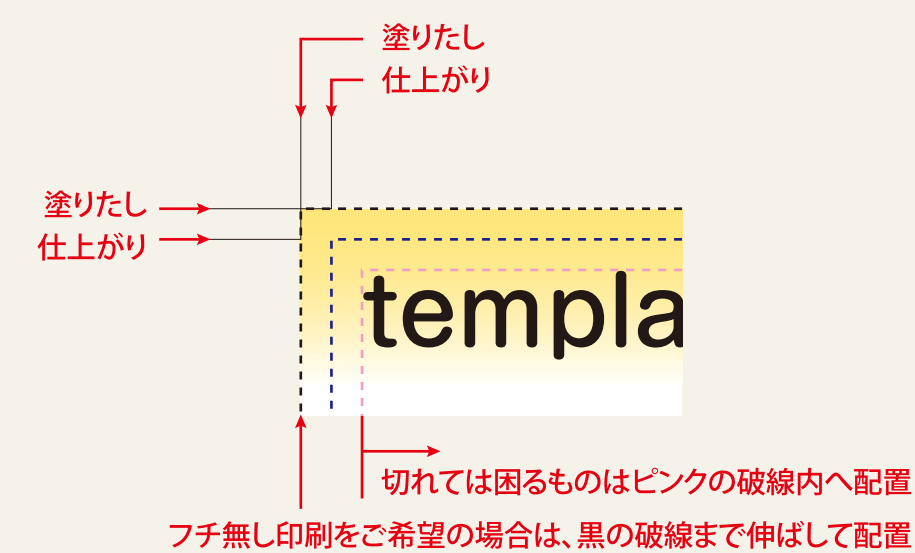 塗りたし
仕上がり
塗りたし
仕上がり
templa
切れては困るものはピンクの破線内へ配置
フチ無し印刷をご希望の場合は、黒の破線まで伸ばして配置